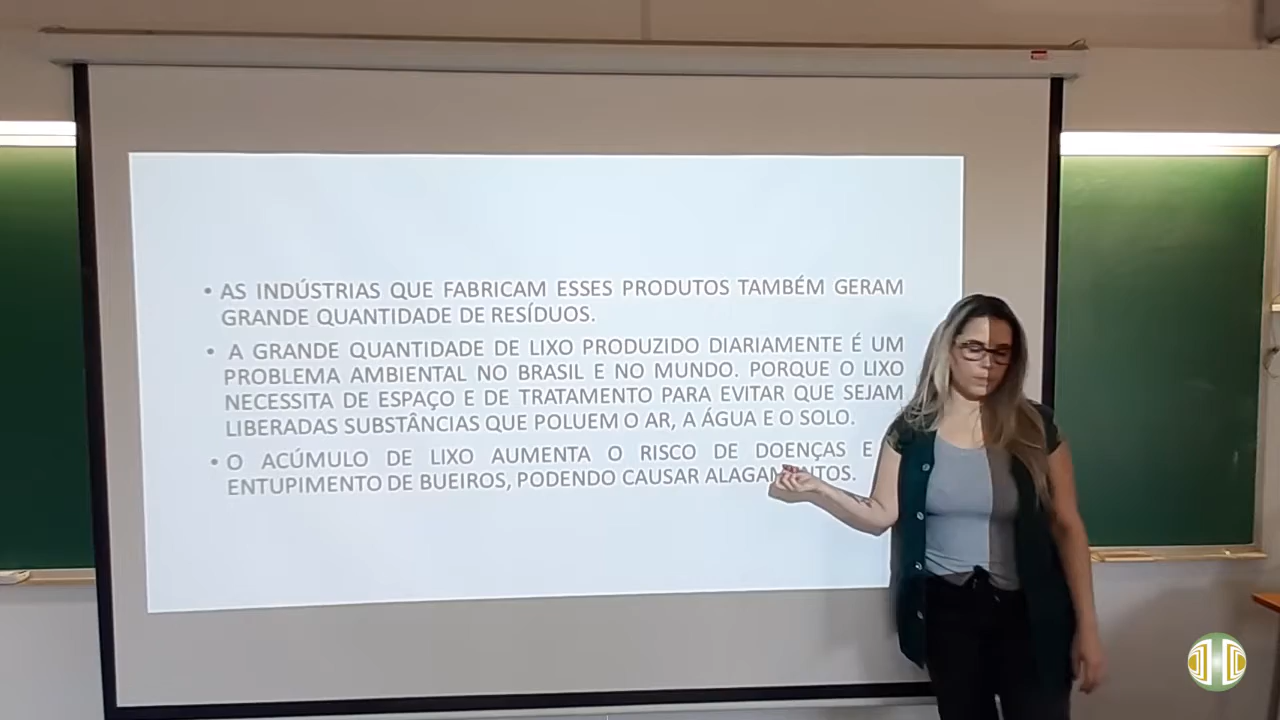 • AS INDÚSTRIAS QUE FABRICAM ESSES PRODUTOS TAMBÉM GERAM
GRANDE QUANTIDADE DE RESÍDUOS.
• A GRANDE QUANTIDADE DE LIXO PRODUZIDO DIARIAMENTE É UM
PROBLEMA AMBIENTAL NO BRASIL E NO MUNDO. PORQUE O LIXO
NECESSITA DE ESPAÇO E DE TRATAMENTO PARA EVITAR QUE SEJAM
LIBERADAS SUBSTÂNCIAS QUE POLUEM O AR, A ÁGUA E O SOLO.
• O ACÚMULO DE LIXO AUMENTA O RISCO DE DOENÇAS E
ENTUPIMENTO DE BUEIROS, PODENDO CAUSAR ALAGAMENTOS.